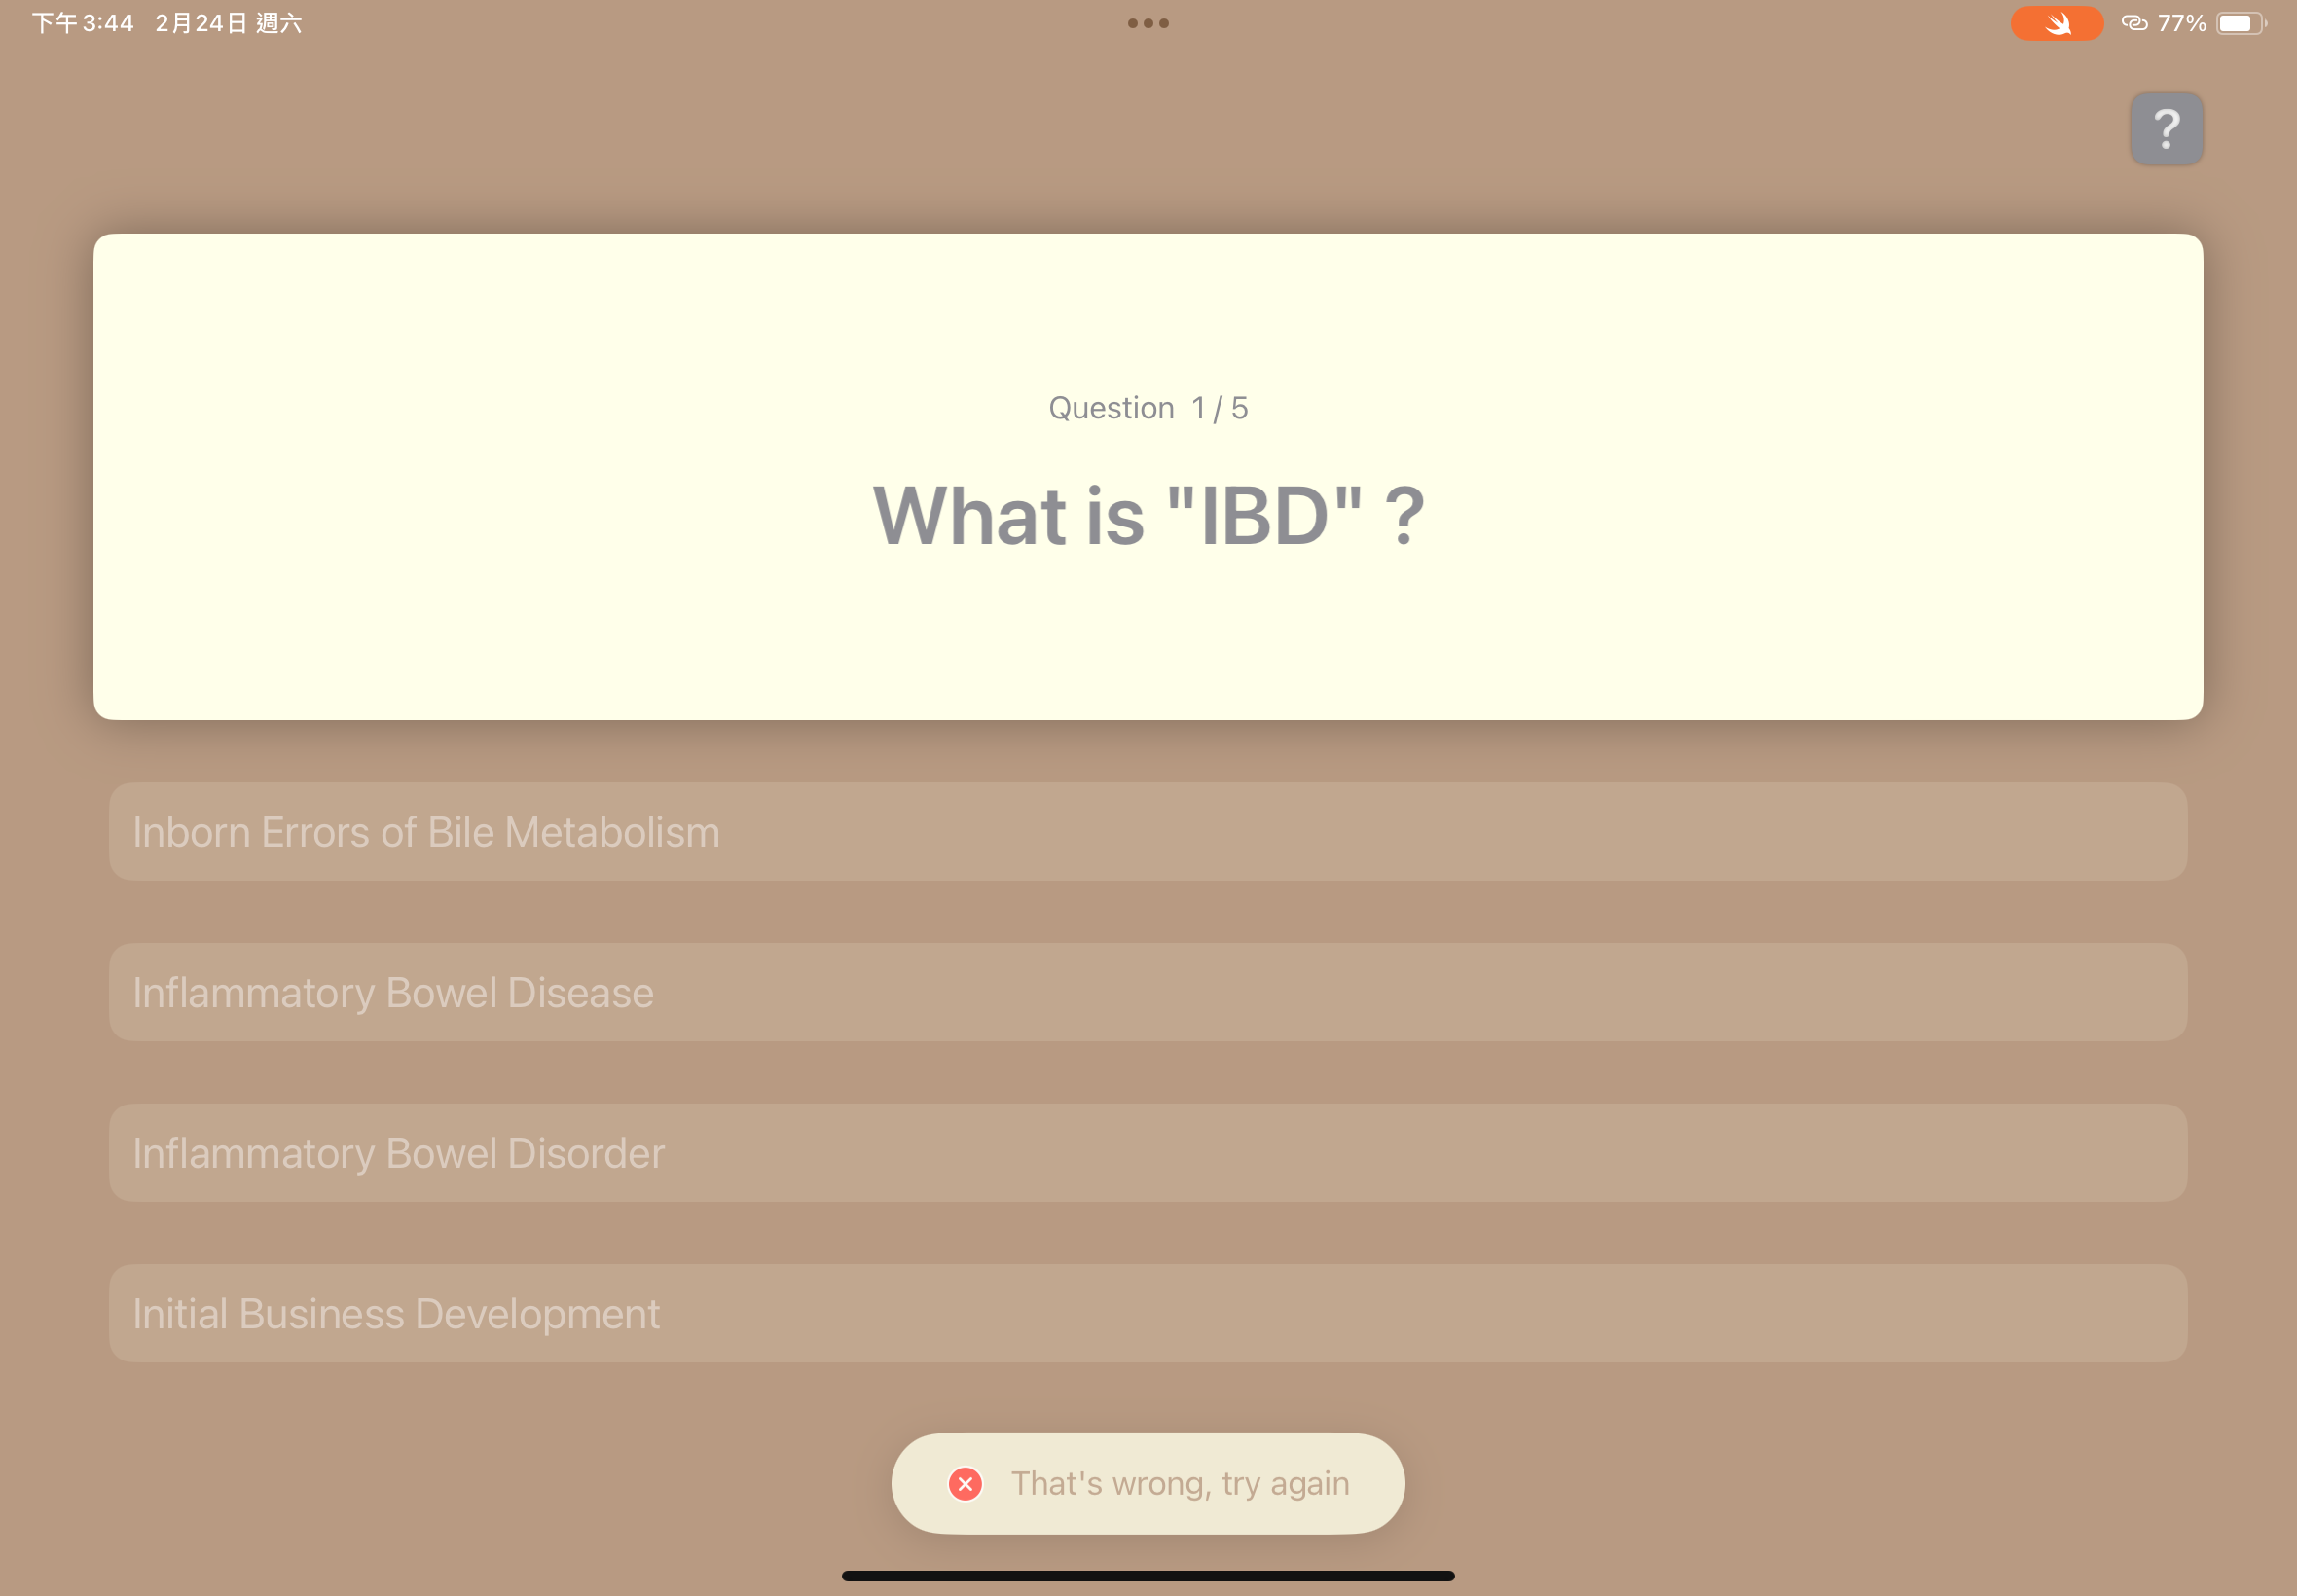 下午3:44 2月24日 週六
77%
?
Question 1 / 5
What is "IBD" ?
Inborn Errors of Bile Metabolism
Inflammatory Bowel Disease
Inflammatory Bowel Disorder
Initial Business Development
That's wrong, try again